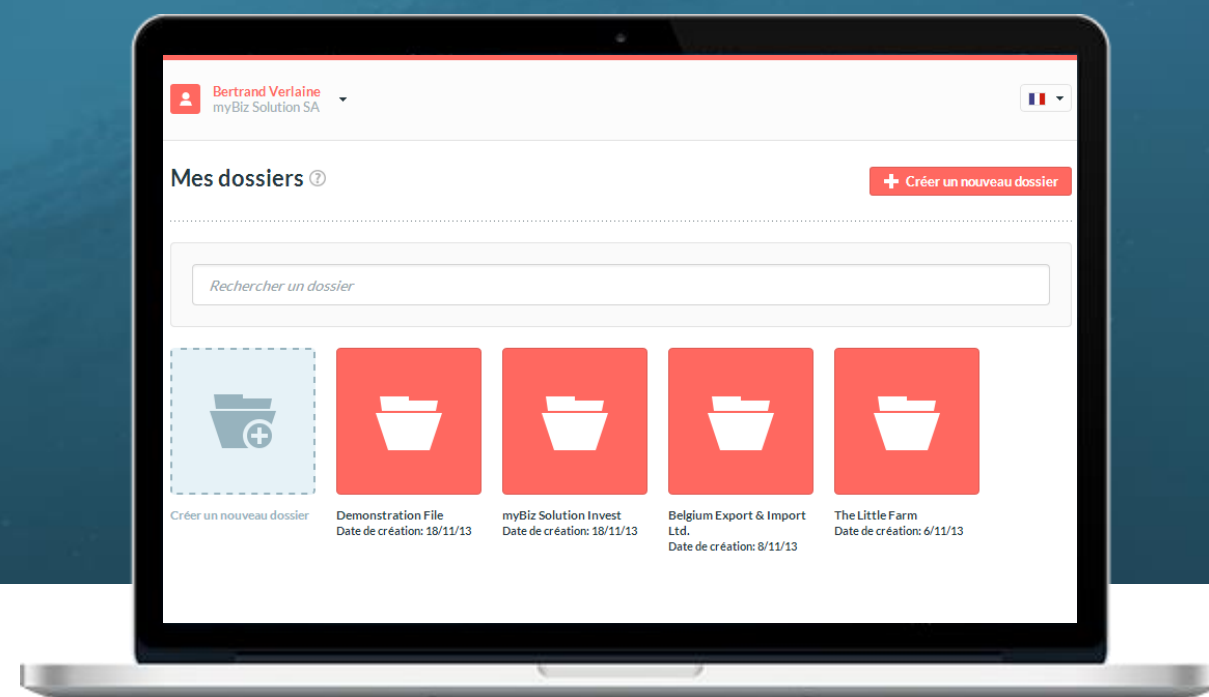 Bertrand Verlaine
myBiz Solution SA
Mes dossiers ?
Créer un nouveau dossier
Rechercher un dossier
Créer un nouveau dossier
Demonstration File
Date de création: 18/11/13
myBiz Solution Invest
Date de création: 18/11/13
Belgium Export & Import
Ltd.
Date de création: 8/11/13
The Little Farm
Date de création: 6/11/13